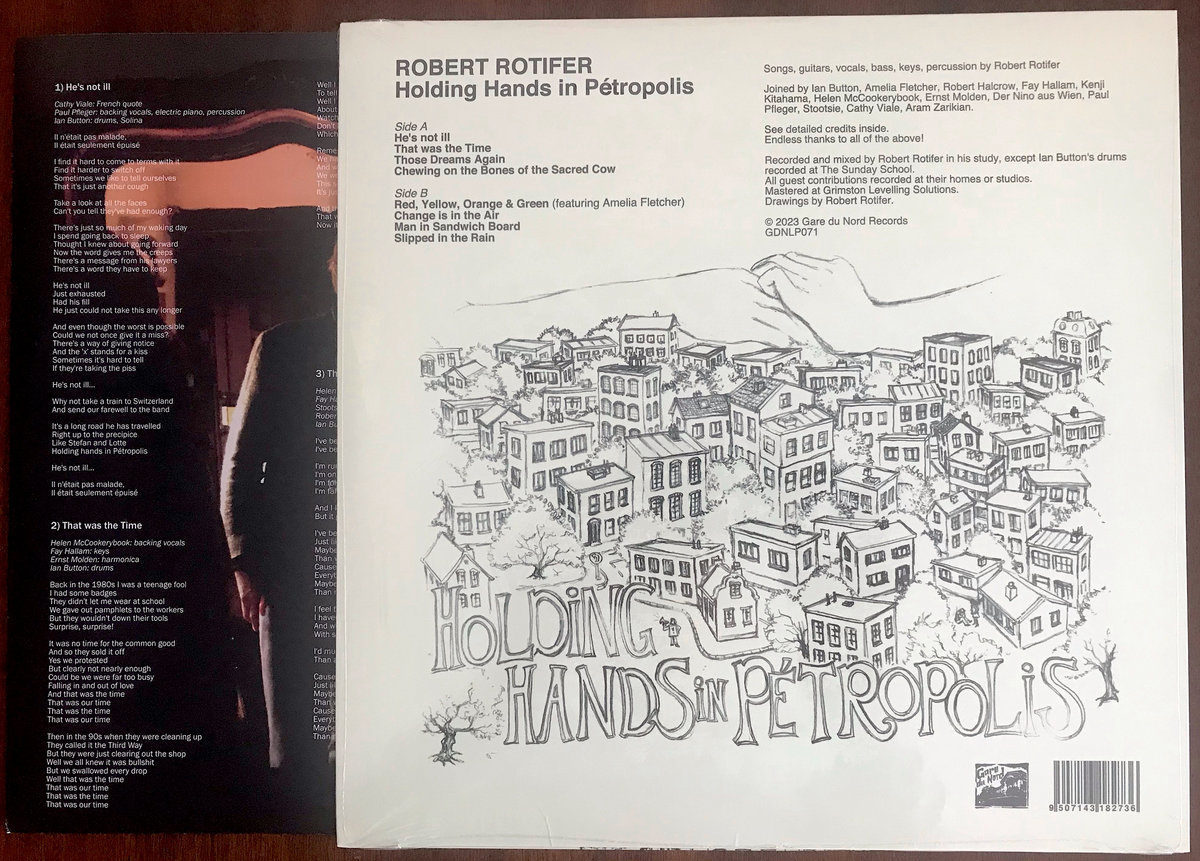 1) He's not ill
Cathy Viale: French quote
Paul Pfleger: backing vocals, electric piano, percussion
Ian Button: drums, Solina
Il n'était pas malade,
Il était seulement épuisé
I find it hard to come to terms with it
Find it harder to switch off
Sometimes we like to tell ourselves
That it's just another cough
Take a look at all the faces
Can't you tell they've had enough?
There's just so much of my waking day
I spend going back to sleep
Thought I knew about going forward
Now the word gives me the creeps
There's a message from his lawyers
There's a word they have to keep
He's not ill
Just exhausted
Had his fill
He just could not take this any longer
And even though the worst is possible
Could we not once give it a miss?
There's a way of giving notice
And the 'x' stands for a kiss
Sometimes it's hard to tell
If they're taking the piss
He's not ill...
Why not take a train to Switzerland
And send our farewell to the band
It's a long road he has travelled
Right up to the precipice
Like Stefan and Lotte
Holding hands in Pétropolis
He's not ill...
Il n'était pas malade,
Il était seulement épuisé
2) That was the Time
Helen McCookerybook: backing vocals
Fay Hallam: keys
Ernst Molden: harmonica
Ian Button: drums
Back in the 1980s I was a teenage fool
I had some badges
They didn't let me wear at school
We gave out pamphlets to the workers
But they wouldn't down their tools
Surprise, surprise!
It was no time for the common good
And so they sold it off
Yes we protested
But clearly not nearly enough
Could be we were far too busy
Falling in and out of love
And that was the time
That was our time
That was the time
That was our time
Then in the 90s when they were cleaning up
They called it the Third Way
But they were just clearing out the shop
Well we all knew it was bullshit
But we swallowed every drop
Well that was the time
That was our time
That was the time
That was our time
3) Th
ROBERT ROTIFER
Holding Hands in Pétropolis
Side A
He's not ill
That was the Time
Those Dreams Again
Chewing on the Bones of the Sacred Cow
Side B
Red, Yellow, Orange & Green (featuring Amelia Fletcher)
Change is in the Air
Man in Sandwich Board
Slipped in the Rain
Songs, guitars, vocals, bass, keys, percussion by Robert Rotifer
Joined by Ian Button, Amelia Fletcher, Robert Halcrow, Fay Hallam, Kenji
Kitahama, Helen McCookerybook, Ernst Molden, Der Nino aus Wien, Paul
Pfleger, Stootsie, Cathy Viale, Aram Zarikian.
See detailed credits inside.
Endless thanks to all of the above!
Recorded and mixed by Robert Rotifer in his study, except Ian Button's drums
recorded at The Sunday School.
All guest contributions recorded at their homes or studios.
Mastered at Grimston Levelling Solutions.
Drawings by Robert Rotifer.
© 2023 Gare du Nord Records
GDNLP071
HOLDiNG
HANDS in PÉTROPOLiS
Gare du Nord
9 507143 182736